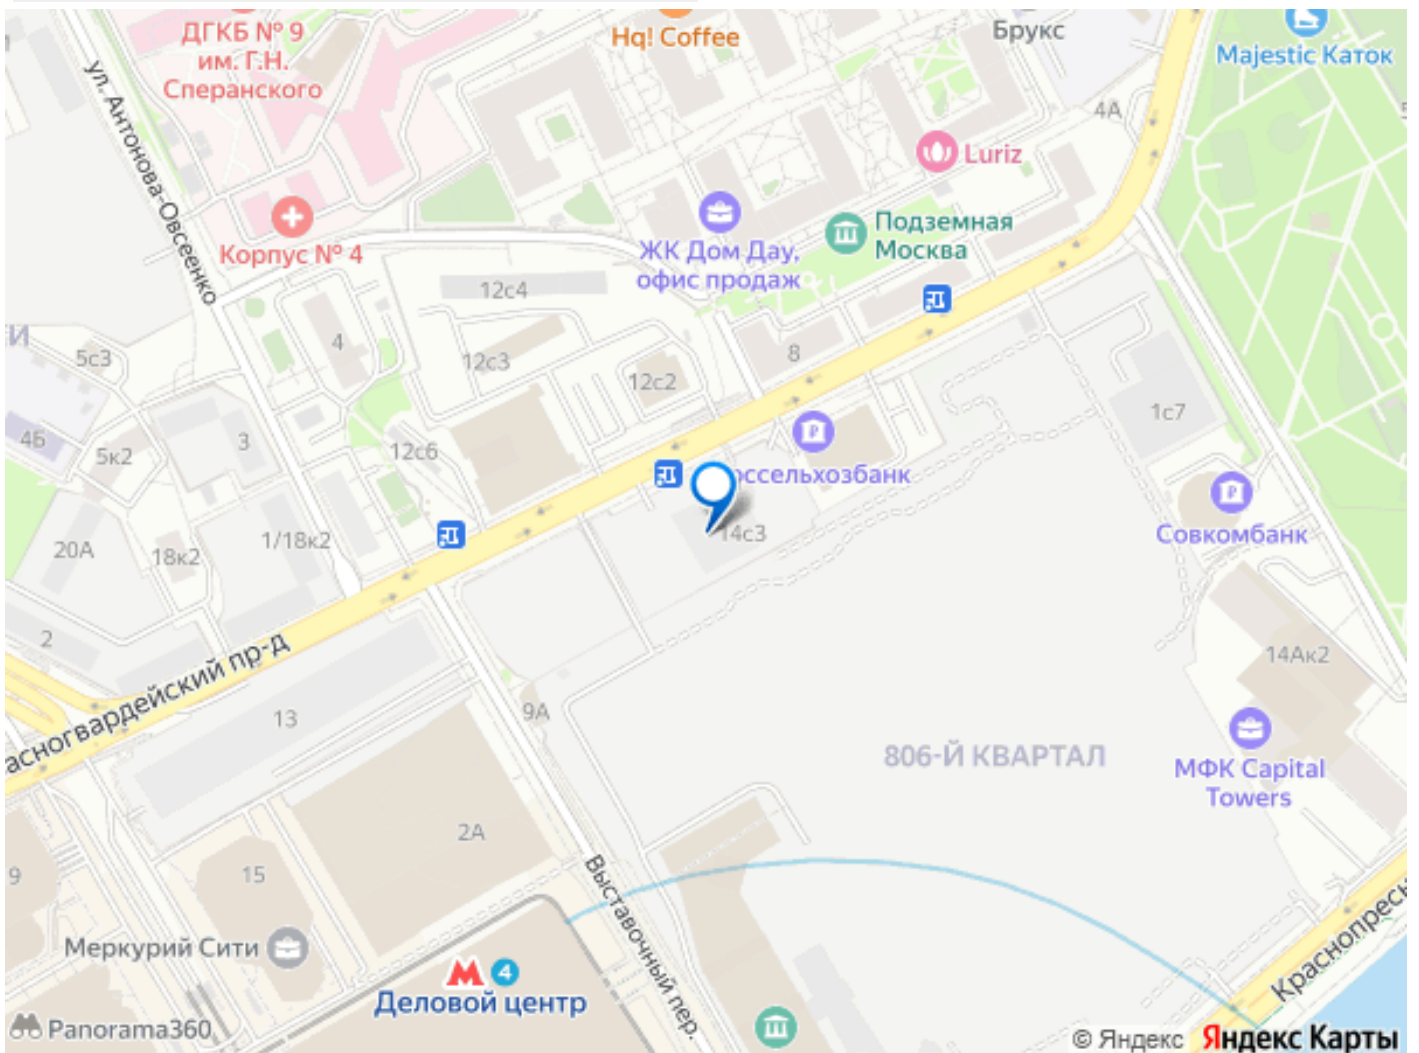 ДГКБ № 9
им. Г.Н.
Сперанского
Hq! Coffee
Брукс
Majestic Каток
4А
ул. Антонова-Овсеенко
Luriz
Корпус № 4
ЖК Дом Дау,
офис продаж
Подземная
Москва
12с4
4
5с3
12с3
8
12с2
1с7
4Б
5к2
3
12с6
оссельхозбанк
14с3
Совкомбанк
20А
18к2
1/18к2
2
асногвардейский пр-д
14Ак2
13
9А
806-Й КВАРТАЛ
МФК Capital
Towers
2А
9
15
Выставочный пер.
Меркурий Сити
4
Деловой центр
Краснопресн
Panorama360
© Яндекс Яндекс Карты